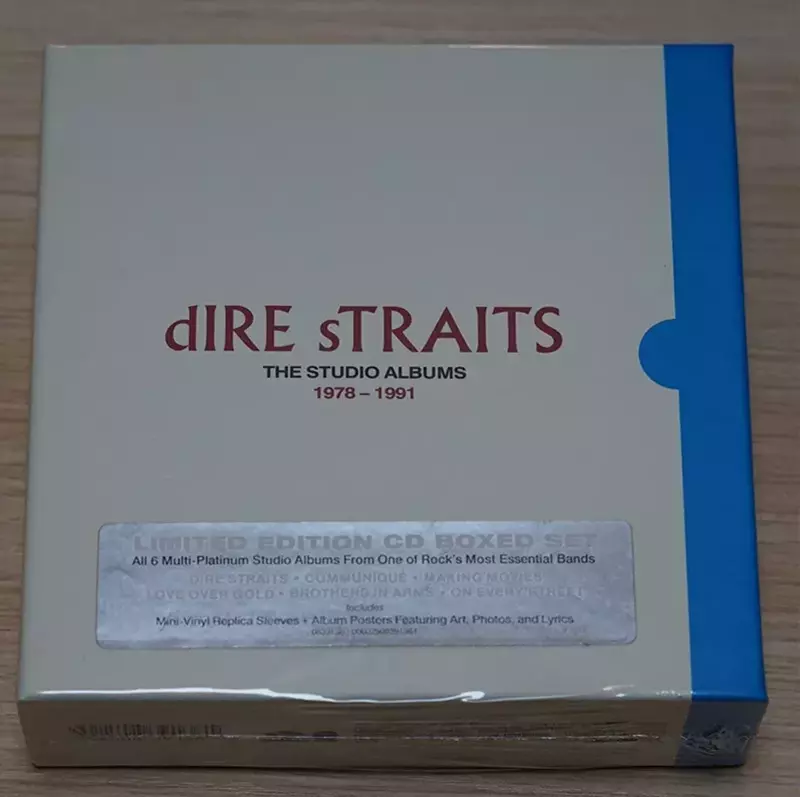 dIRE sTRAITS
THE STUDIO ALBUMS
1978 – 1991
LIMITED EDITION CD BOXED SET
All 6 Multi-Platinum Studio Albums From One of Rock's Most Essential Bands
DIRE STRAITS • COMMUNIQUÉ • MAKING MOVIES
LOVE OVER GOLD • BROTHERS IN ARMS • ON EVERY STREET
Includes
Mini-Vinyl Replica Sleeves • Album Posters Featuring Art, Photos, and Lyrics